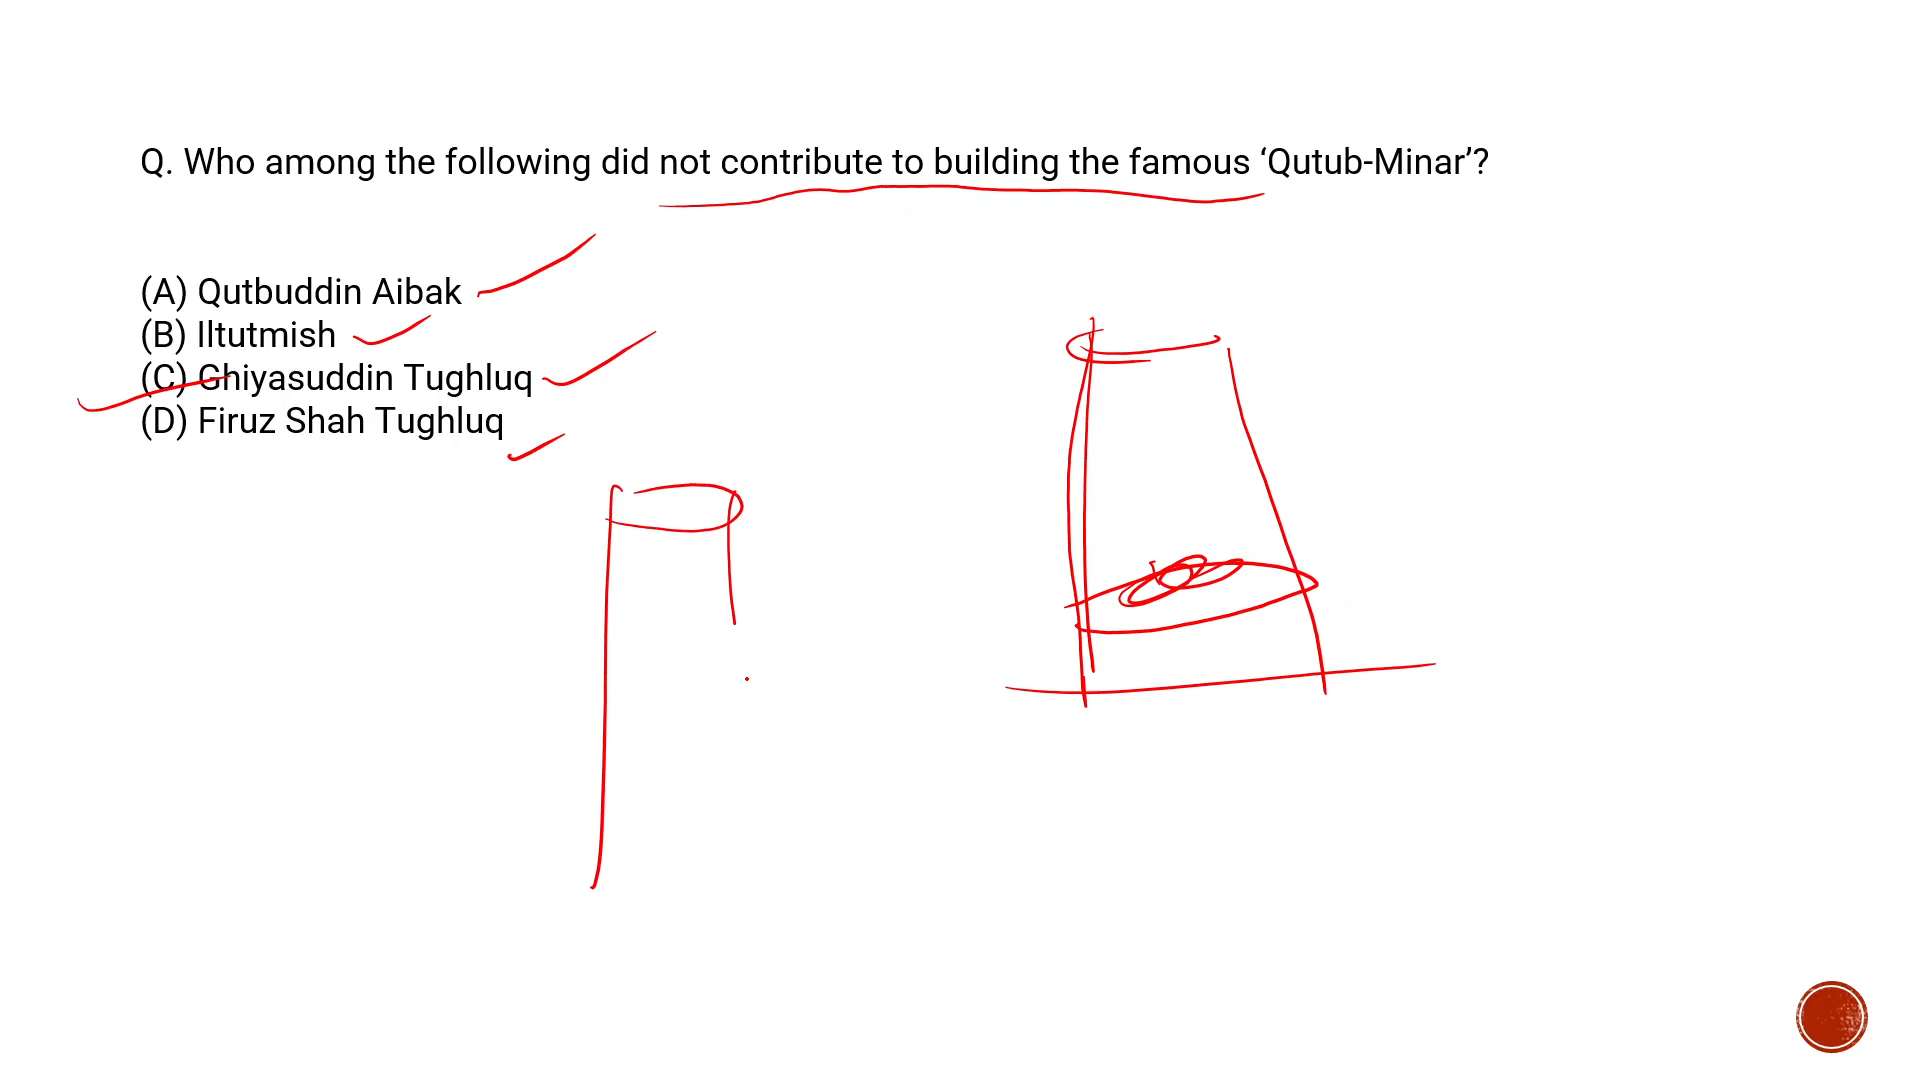 Q. Who among the following did not contribute to building the famous ‘Qutub-Minar’?
(A) Qutbuddin Aibak
(B) Iltutmish
(C) Ghiyasuddin Tughluq
(D) Firuz Shah Tughluq